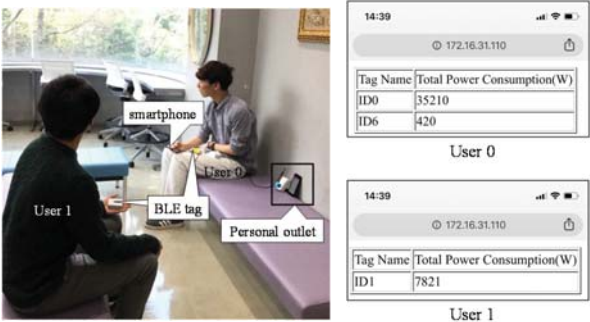 smartphone
User 0
User 1
BLE tag
Personal outlet
14:39
172.16.31.110
Tag Name Total Power Consumption(W)
ID0 35210
ID6 420
User 0
14:39
172.16.31.110
Tag Name Total Power Consumption(W)
ID1 7821
User 1